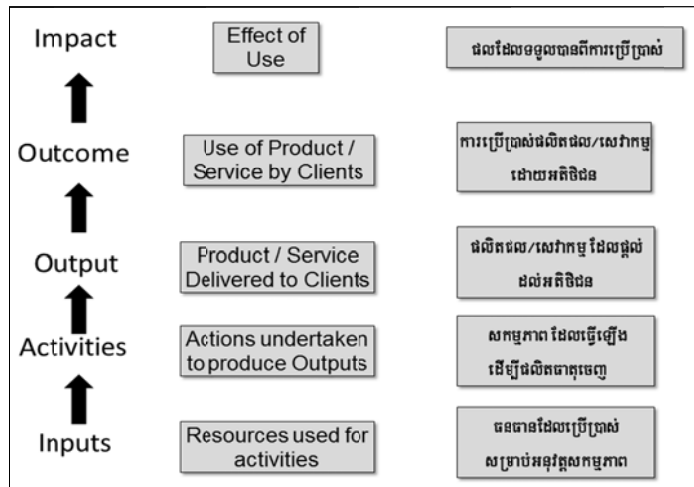 Impact
Effect of
Use
ផលដែលទទួលបានពីការប្រើប្រាស់
Outcome
Use of Product /
Service by Clients
ការប្រើប្រាស់ផលិតផល/សេវាកម្ម
ដោយអតិថិជន
Output
Product / Service
Delivered to Clients
ផលិតផល/សេវាកម្ម ដែលផ្តល់
ដល់អតិថិជន
Activities
Actions undertaken
to produce Outputs
សកម្មភាព ដែលធ្វើឡើង
ដើម្បីផលិតធាតុចេញ
Inputs
Resources used for
activities
ធនធានដែលប្រើប្រាស់
សម្រាប់អនុវត្តសកម្មភាព